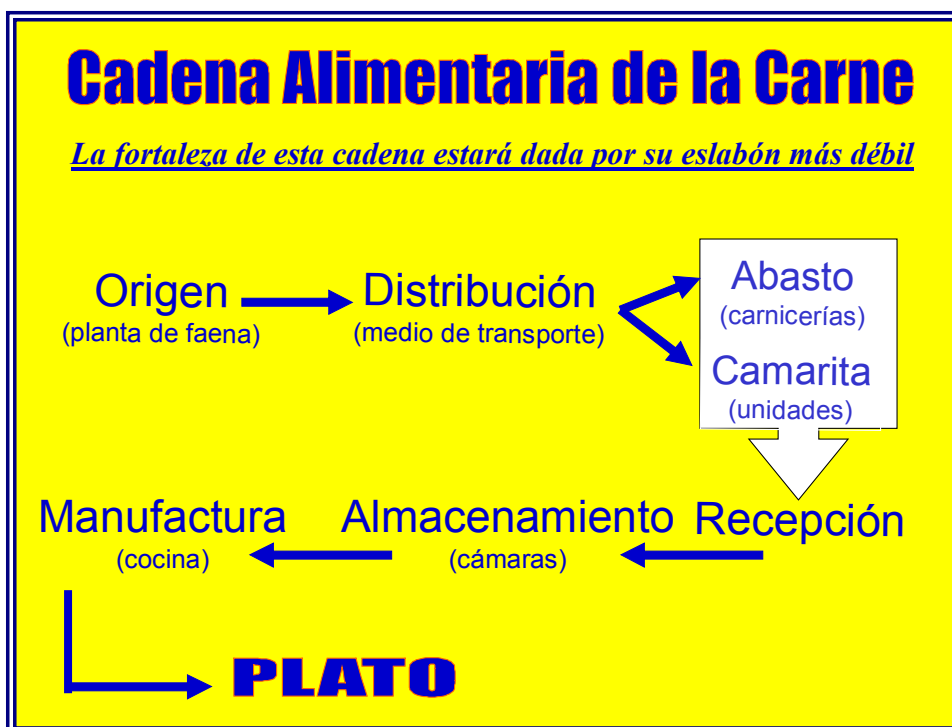 Cadena Alimentaria de la Carne
La fortaleza de esta cadena estará dada por su eslabón más débil
Origen
(planta de faena)
Distribución
(medio de transporte)
Abasto
(carnicerías)
Camarita
(unidades)
Recepción
Almacenamiento
(cámaras)
Manufactura
(cocina)
PLATO